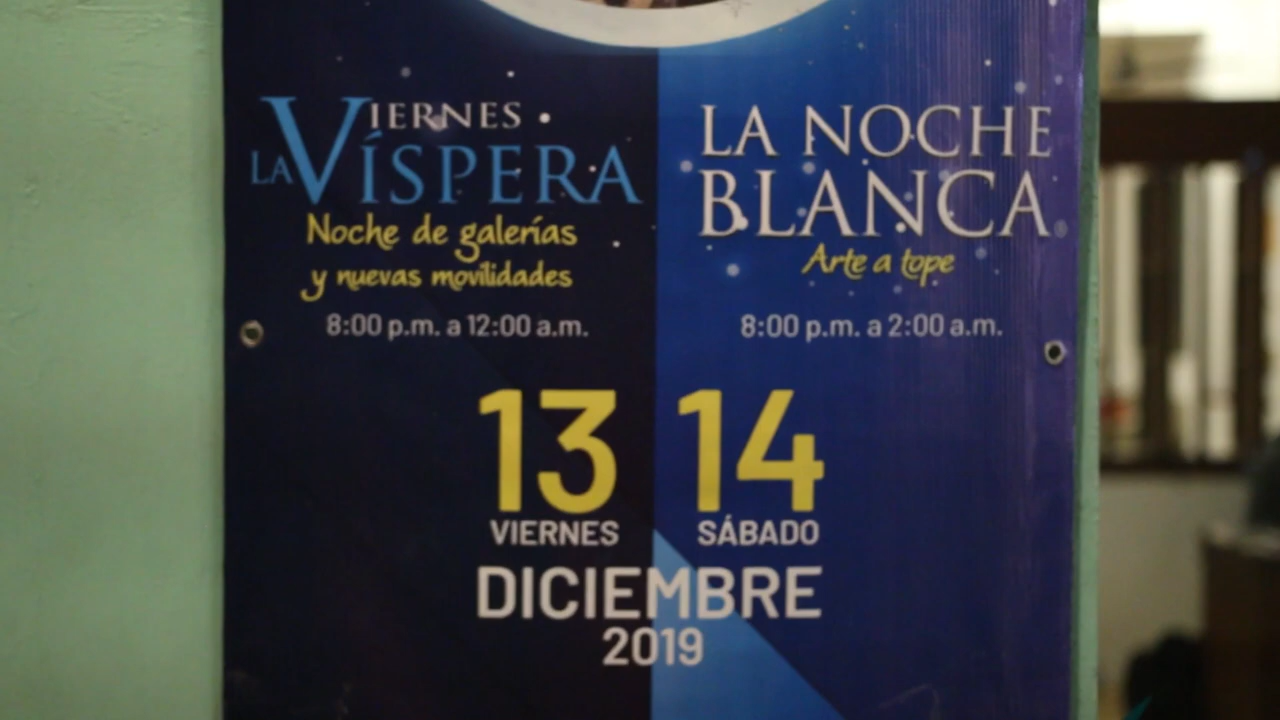 VIERNES
LA VÍSPERA
Noche de galerías
y nuevas movilidades
8:00 p.m. a 12:00 a.m.
LA NOCHE
BLANCA
Arte a tope
8:00 p.m. a 2:00 a.m.
13 14
VIERNES SÁBADO
DICIEMBRE
2019